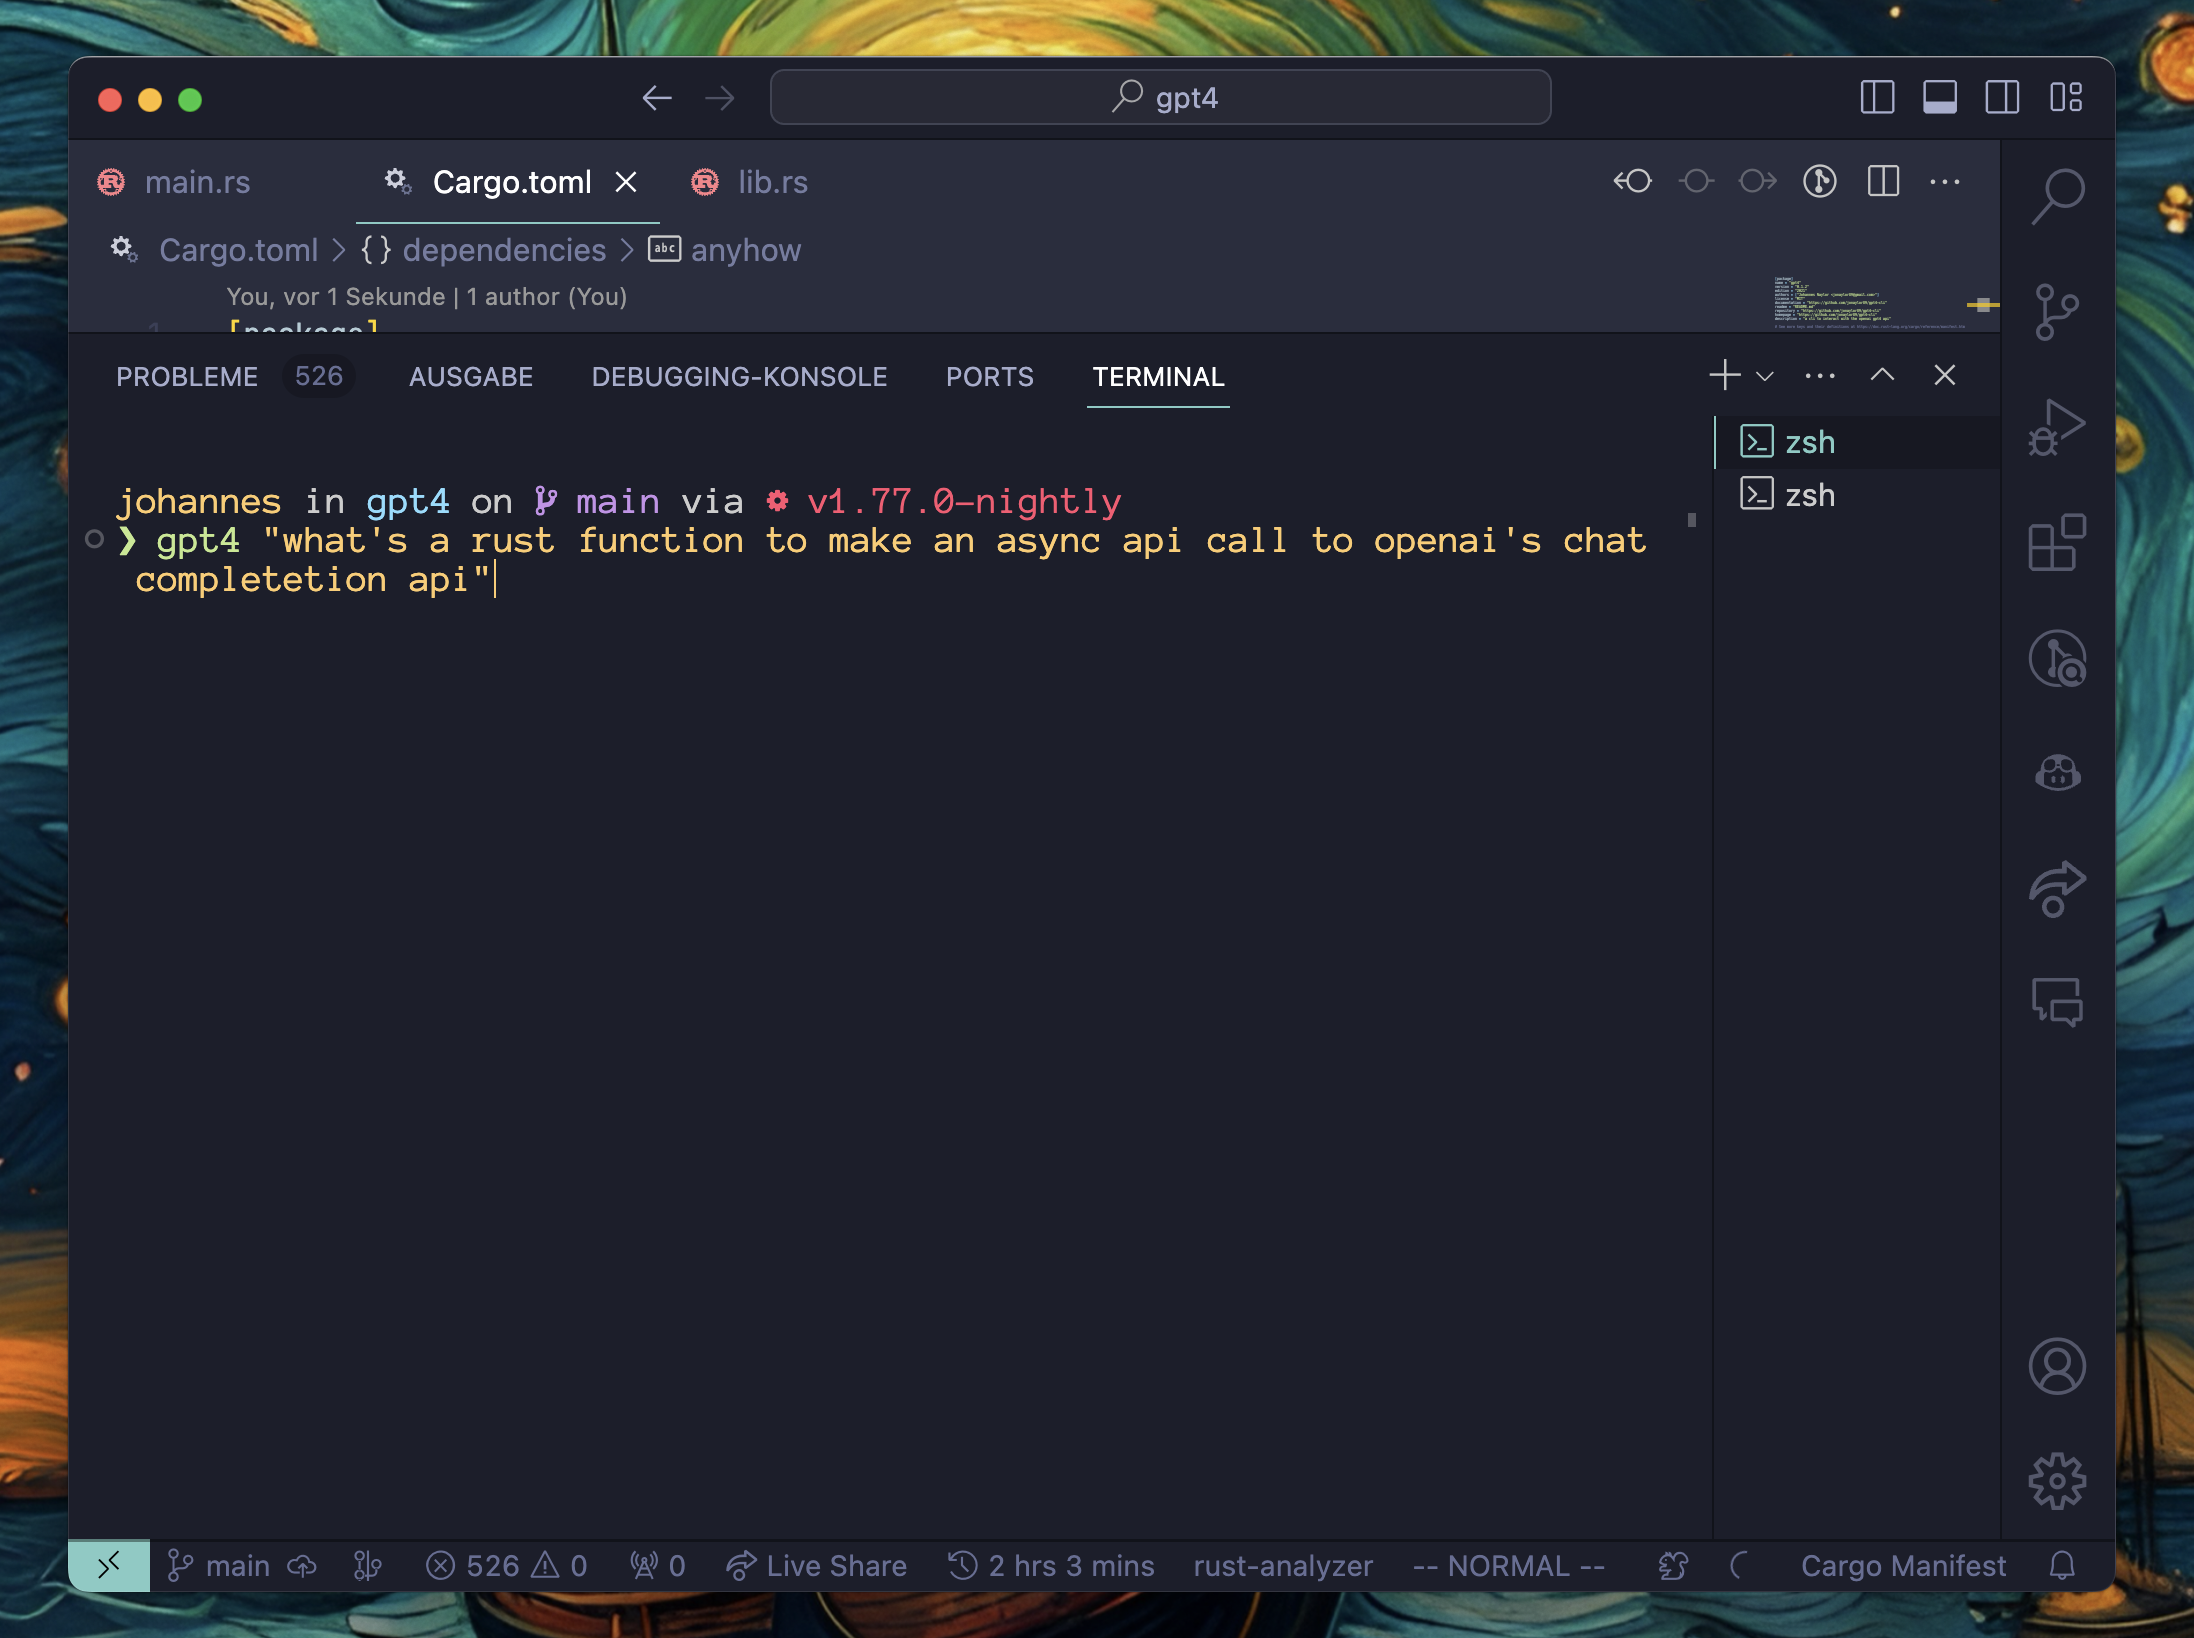 gpt4
main.rs
Cargo.toml
lib.rs
Cargo.toml > {} dependencies > abc anyhow
You, vor 1 Sekunde | 1 author (You)
1 [package]
PROBLEME 526 AUSGABE DEBUGGING-KONSOLE PORTS TERMINAL
zsh
zsh
johannes in gpt4 on main via v1.77.0-nightly
❯ gpt4 "what's a rust function to make an async api call to openai's chat
completetion api"
main 526 0 0 Live Share 2 hrs 3 mins rust-analyzer -- NORMAL -- Cargo Manifest